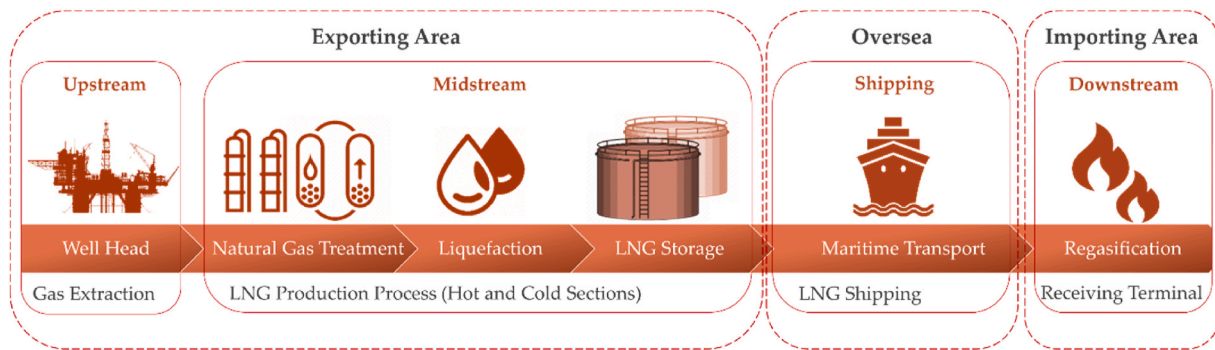 Exporting Area
Oversea
Importing Area
Upstream
Midstream
Shipping
Downstream
Well Head
Natural Gas Treatment
Liquefaction
LNG Storage
Maritime Transport
Regasification
Gas Extraction
LNG Production Process (Hot and Cold Sections)
LNG Shipping
Receiving Terminal